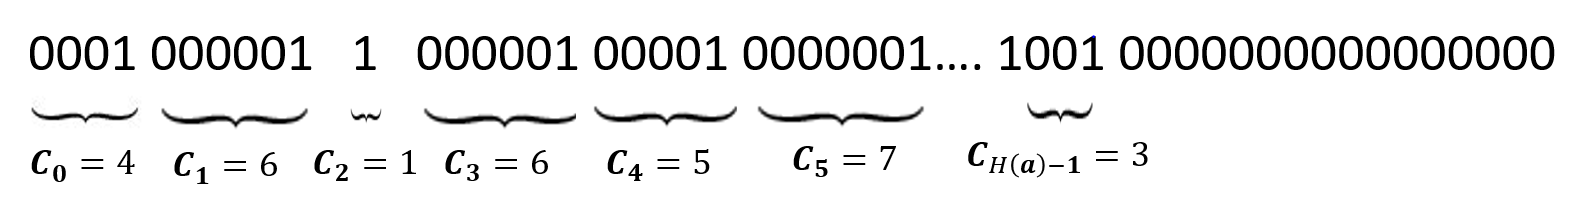 0001 000001 1 000001 00001 0000001.... 1001 0000000000000000
C₀ = 4 C₁ = 6 C₂ = 1 C₃ = 6 C₄ = 5 C₅ = 7 C_H(a)−1 = 3